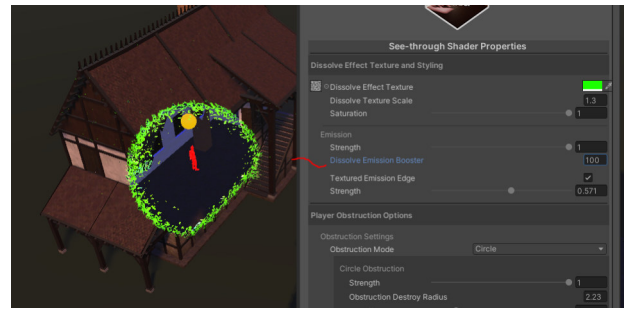 See-through Shader Properties
Dissolve Effect Texture and Styling
Dissolve Effect Texture
Dissolve Texture Scale 1.3
Saturation 1
Emission
Strength 1
Dissolve Emission Booster 100
Textured Emission Edge
Strength 0.571
Player Obstruction Options
Obstruction Settings
Obstruction Mode Circle
Circle Obstruction
Strength 1
Obstruction Destroy Radius 2.23